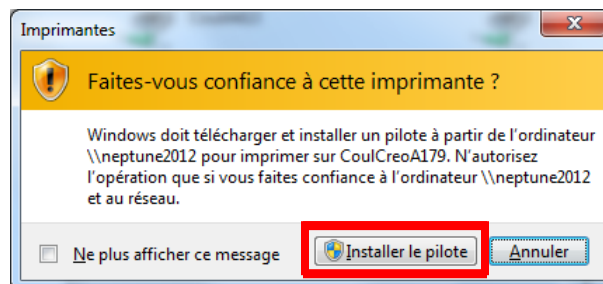 Imprimantes
Faites-vous confiance à cette imprimante ?
Windows doit télécharger et installer un pilote à partir de l'ordinateur
\\neptune2012 pour imprimer sur CoulCreoA179. N'autorisez
l'opération que si vous faites confiance à l'ordinateur \\neptune2012
et au réseau.
Ne plus afficher ce message Installer le pilote Annuler